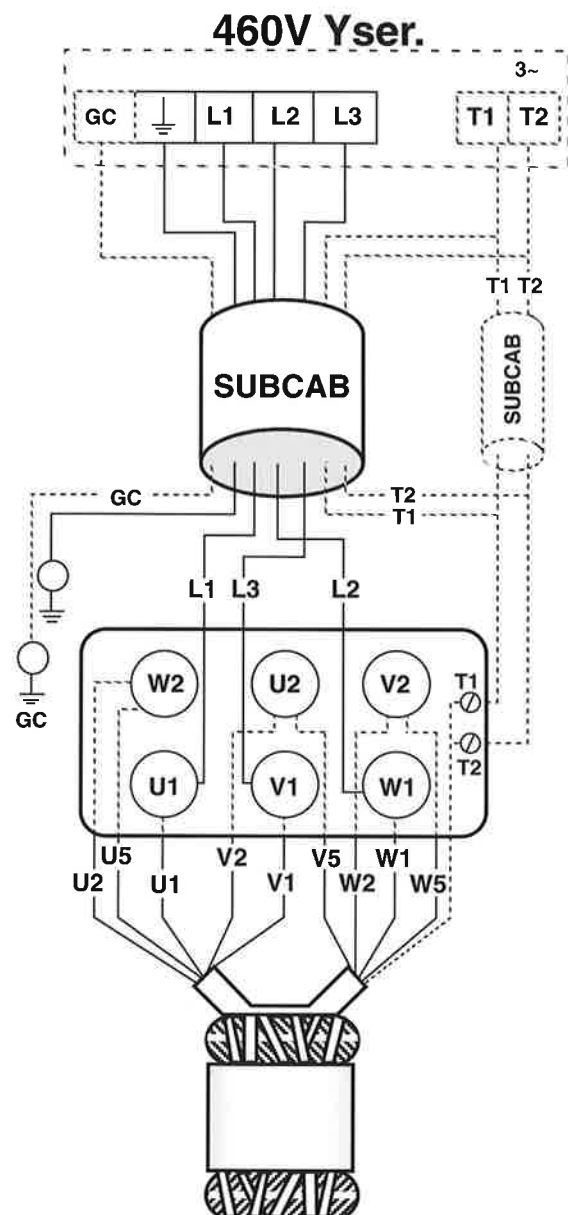 460V Yser.
3~
GC L1 L2 L3 T1 T2
T1 T2
SUBCAB
SUBCAB
GC
T2
T1
L1 L3 L2
W2 U2 V2
T1
GC
T2
U1 V1 W1
U5 V2 V5 W1
U2 U1 V1 W2 W5